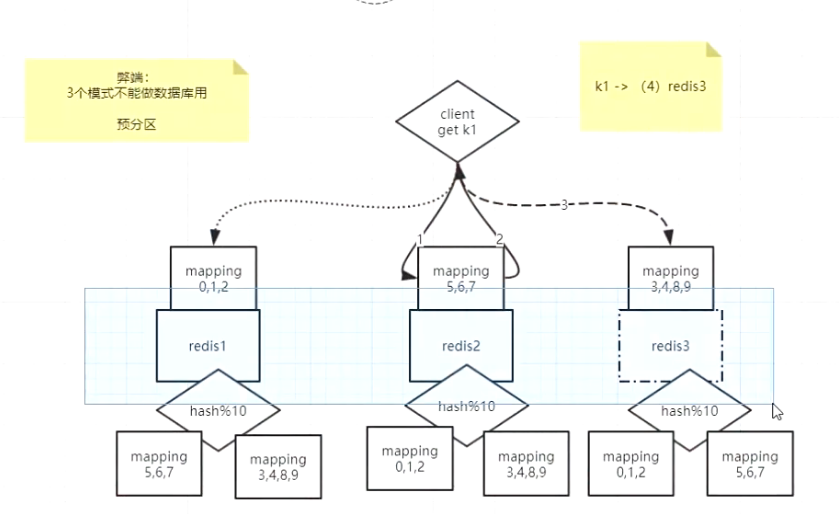 弊端：
3个模式不能做数据库用
预分区
k1 -> （4）redis3
client
get k1
3
1
2
mapping
0,1,2
mapping
5,6,7
mapping
3,4,8,9
redis1
redis2
redis3
hash%10
hash%10
hash%10
mapping
5,6,7
mapping
3,4,8,9
mapping
0,1,2
mapping
3,4,8,9
mapping
0,1,2
mapping
5,6,7